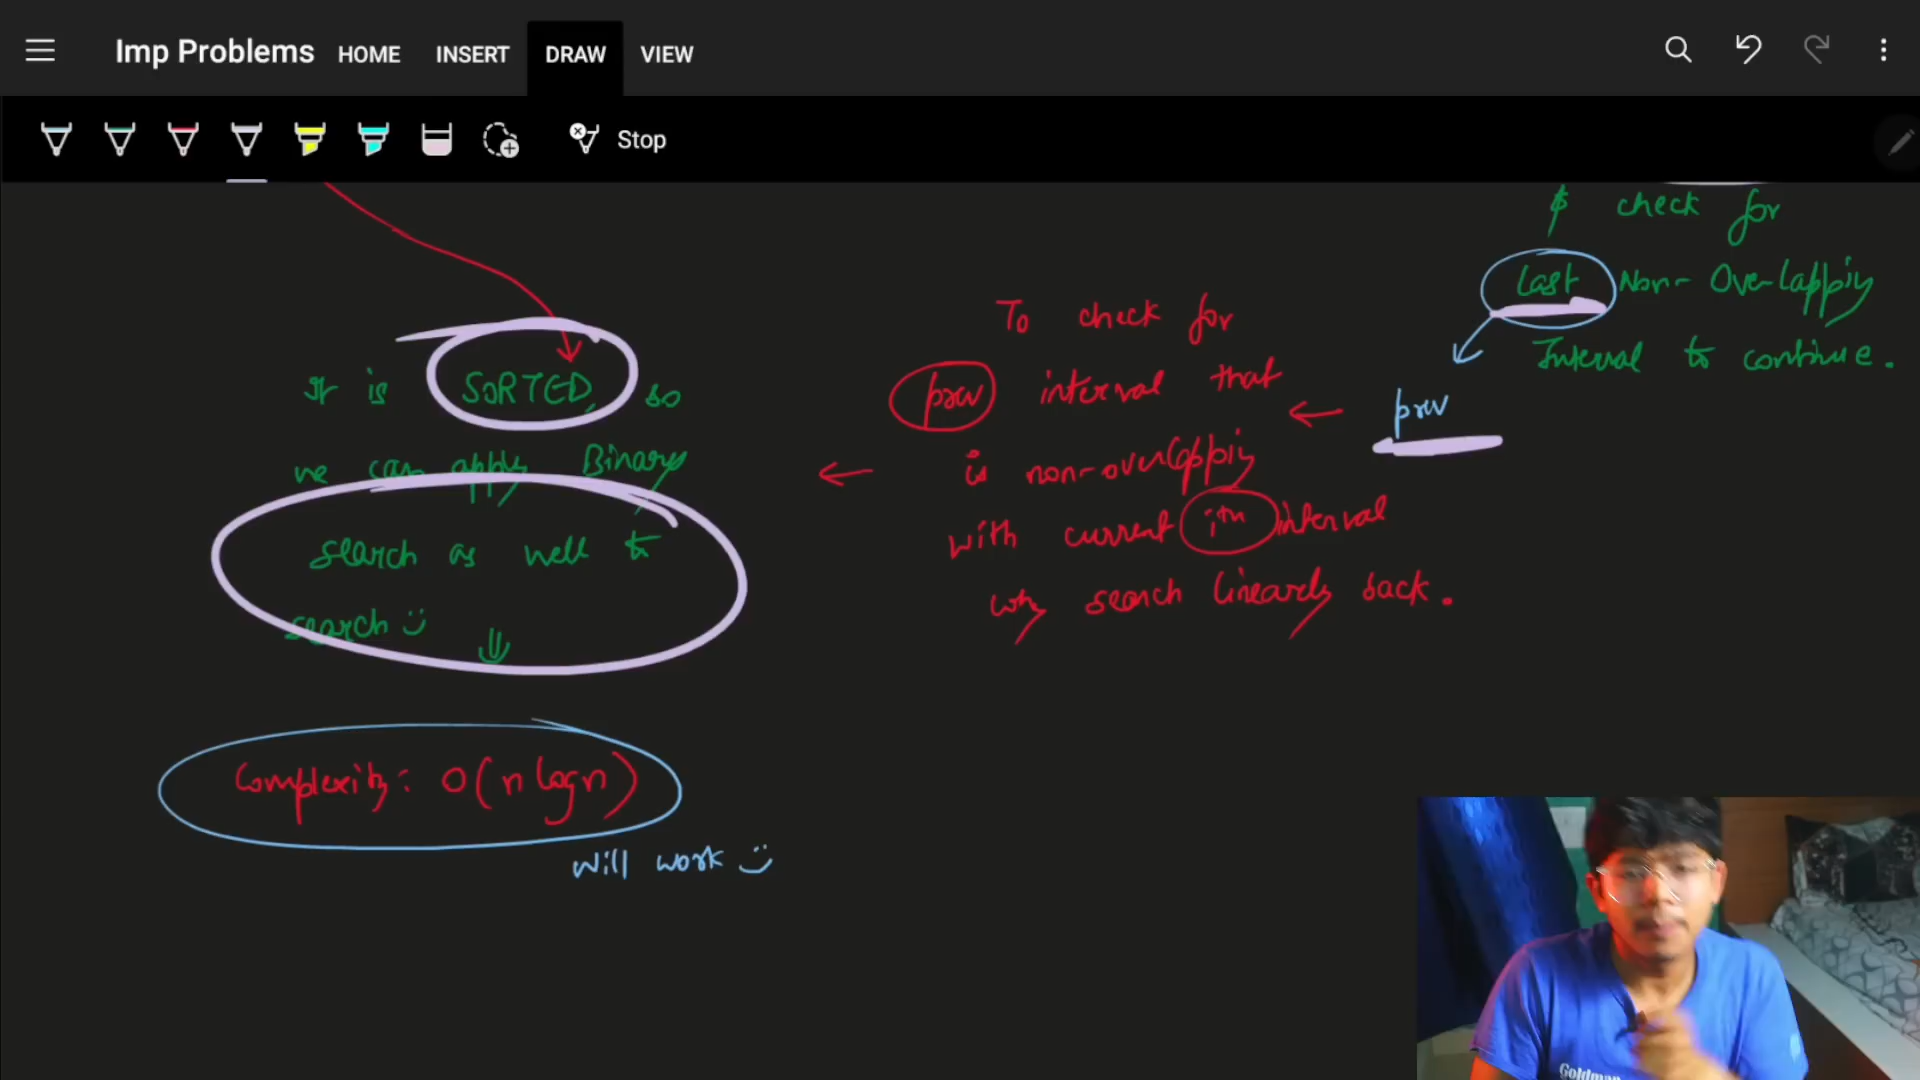 Imp Problems HOME INSERT DRAW VIEW
Stop
& check for
Last Non-Overlapping
Interval to continue.
prev
To check for
prev interval that
is non-overlapping
with current ith interval
why search linearly back.
It is SORTED, so
we can apply Binary
search as well to
search
Complexity: O(n logn)
will work
Goldman